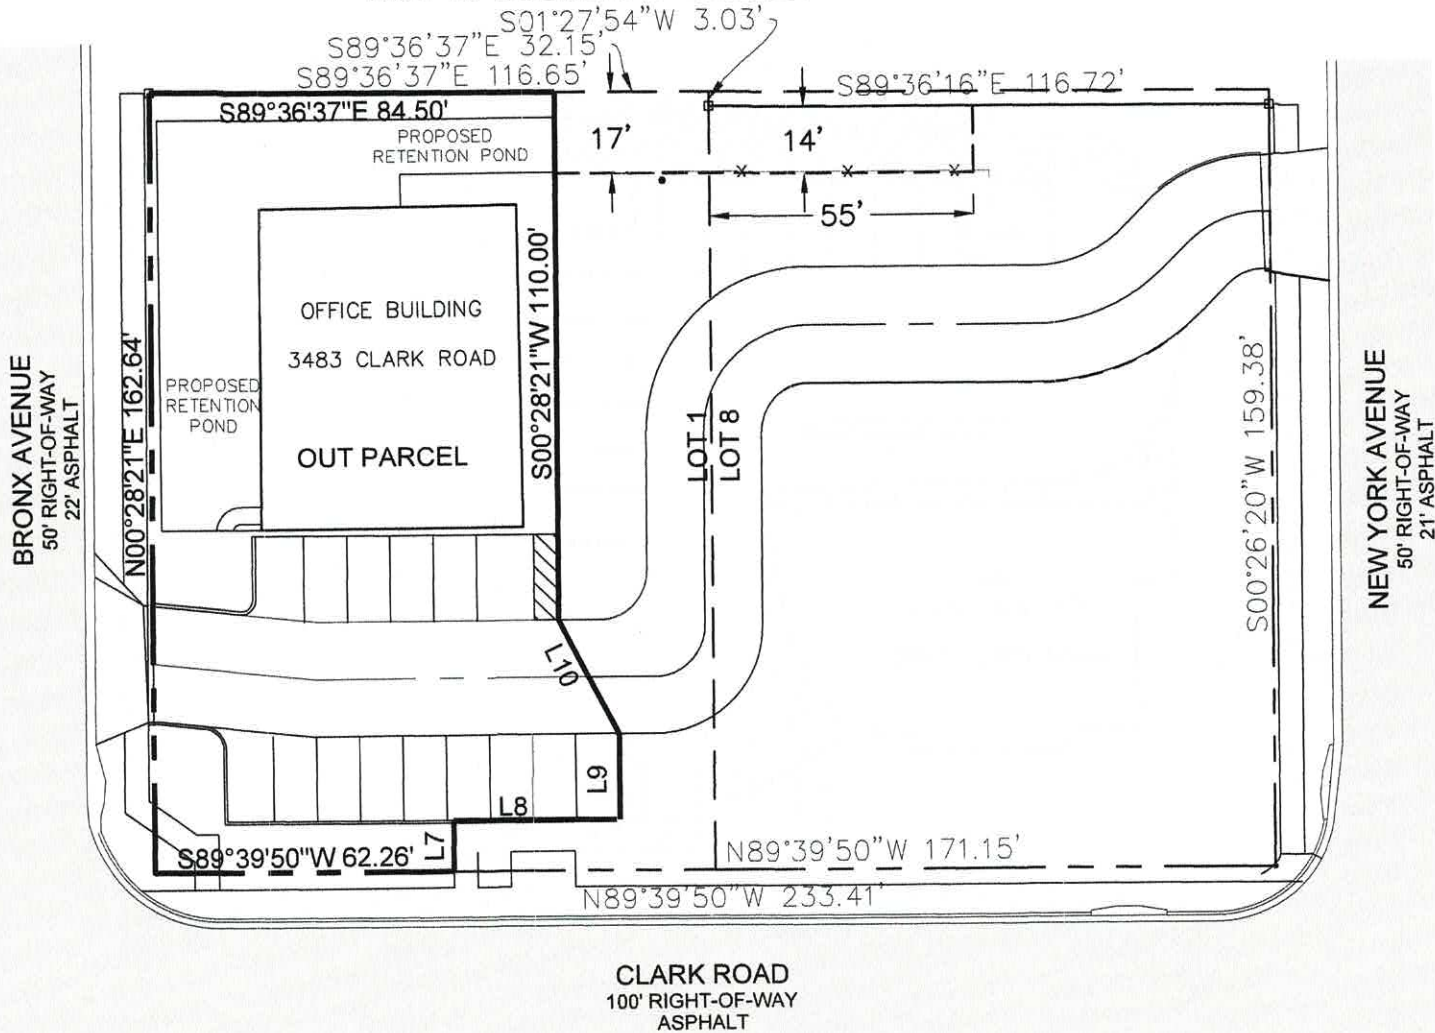 S01°27'54"W 3.03'
S89°36'37"E 32.15'
S89°36'37"E 116.65'
S89°36'16"E 116.72'
S89°36'37"E 84.50'
PROPOSED
RETENTION POND
17'
14'
55'
OFFICE BUILDING
3483 CLARK ROAD
OUT PARCEL
PROPOSED
RETENTION
POND
S00°28'21"W 110.00'
N00°28'21"E 162.64'
BRONX AVENUE
50' RIGHT-OF-WAY
22' ASPHALT
LOT 1
LOT 8
S00°26'20"W 159.38'
NEW YORK AVENUE
50' RIGHT-OF-WAY
21' ASPHALT
L10
L9
L8
L7
S89°39'50"W 62.26'
N89°39'50"W 171.15'
N89°39'50"W 233.41'
CLARK ROAD
100' RIGHT-OF-WAY
ASPHALT